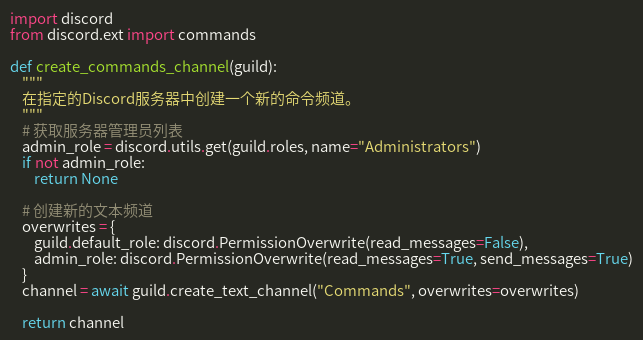 import discord
from discord.ext import commands
def create_commands_channel(guild):
"""
在指定的Discord服务器中创建一个新的命令频道。
"""
# 获取服务器管理员列表
admin_role = discord.utils.get(guild.roles, name="Administrators")
if not admin_role:
return None
# 创建新的文本频道
overwrites = {
guild.default_role: discord.PermissionOverwrite(read_messages=False),
admin_role: discord.PermissionOverwrite(read_messages=True, send_messages=True)
}
channel = await guild.create_text_channel("Commands", overwrites=overwrites)
return channel